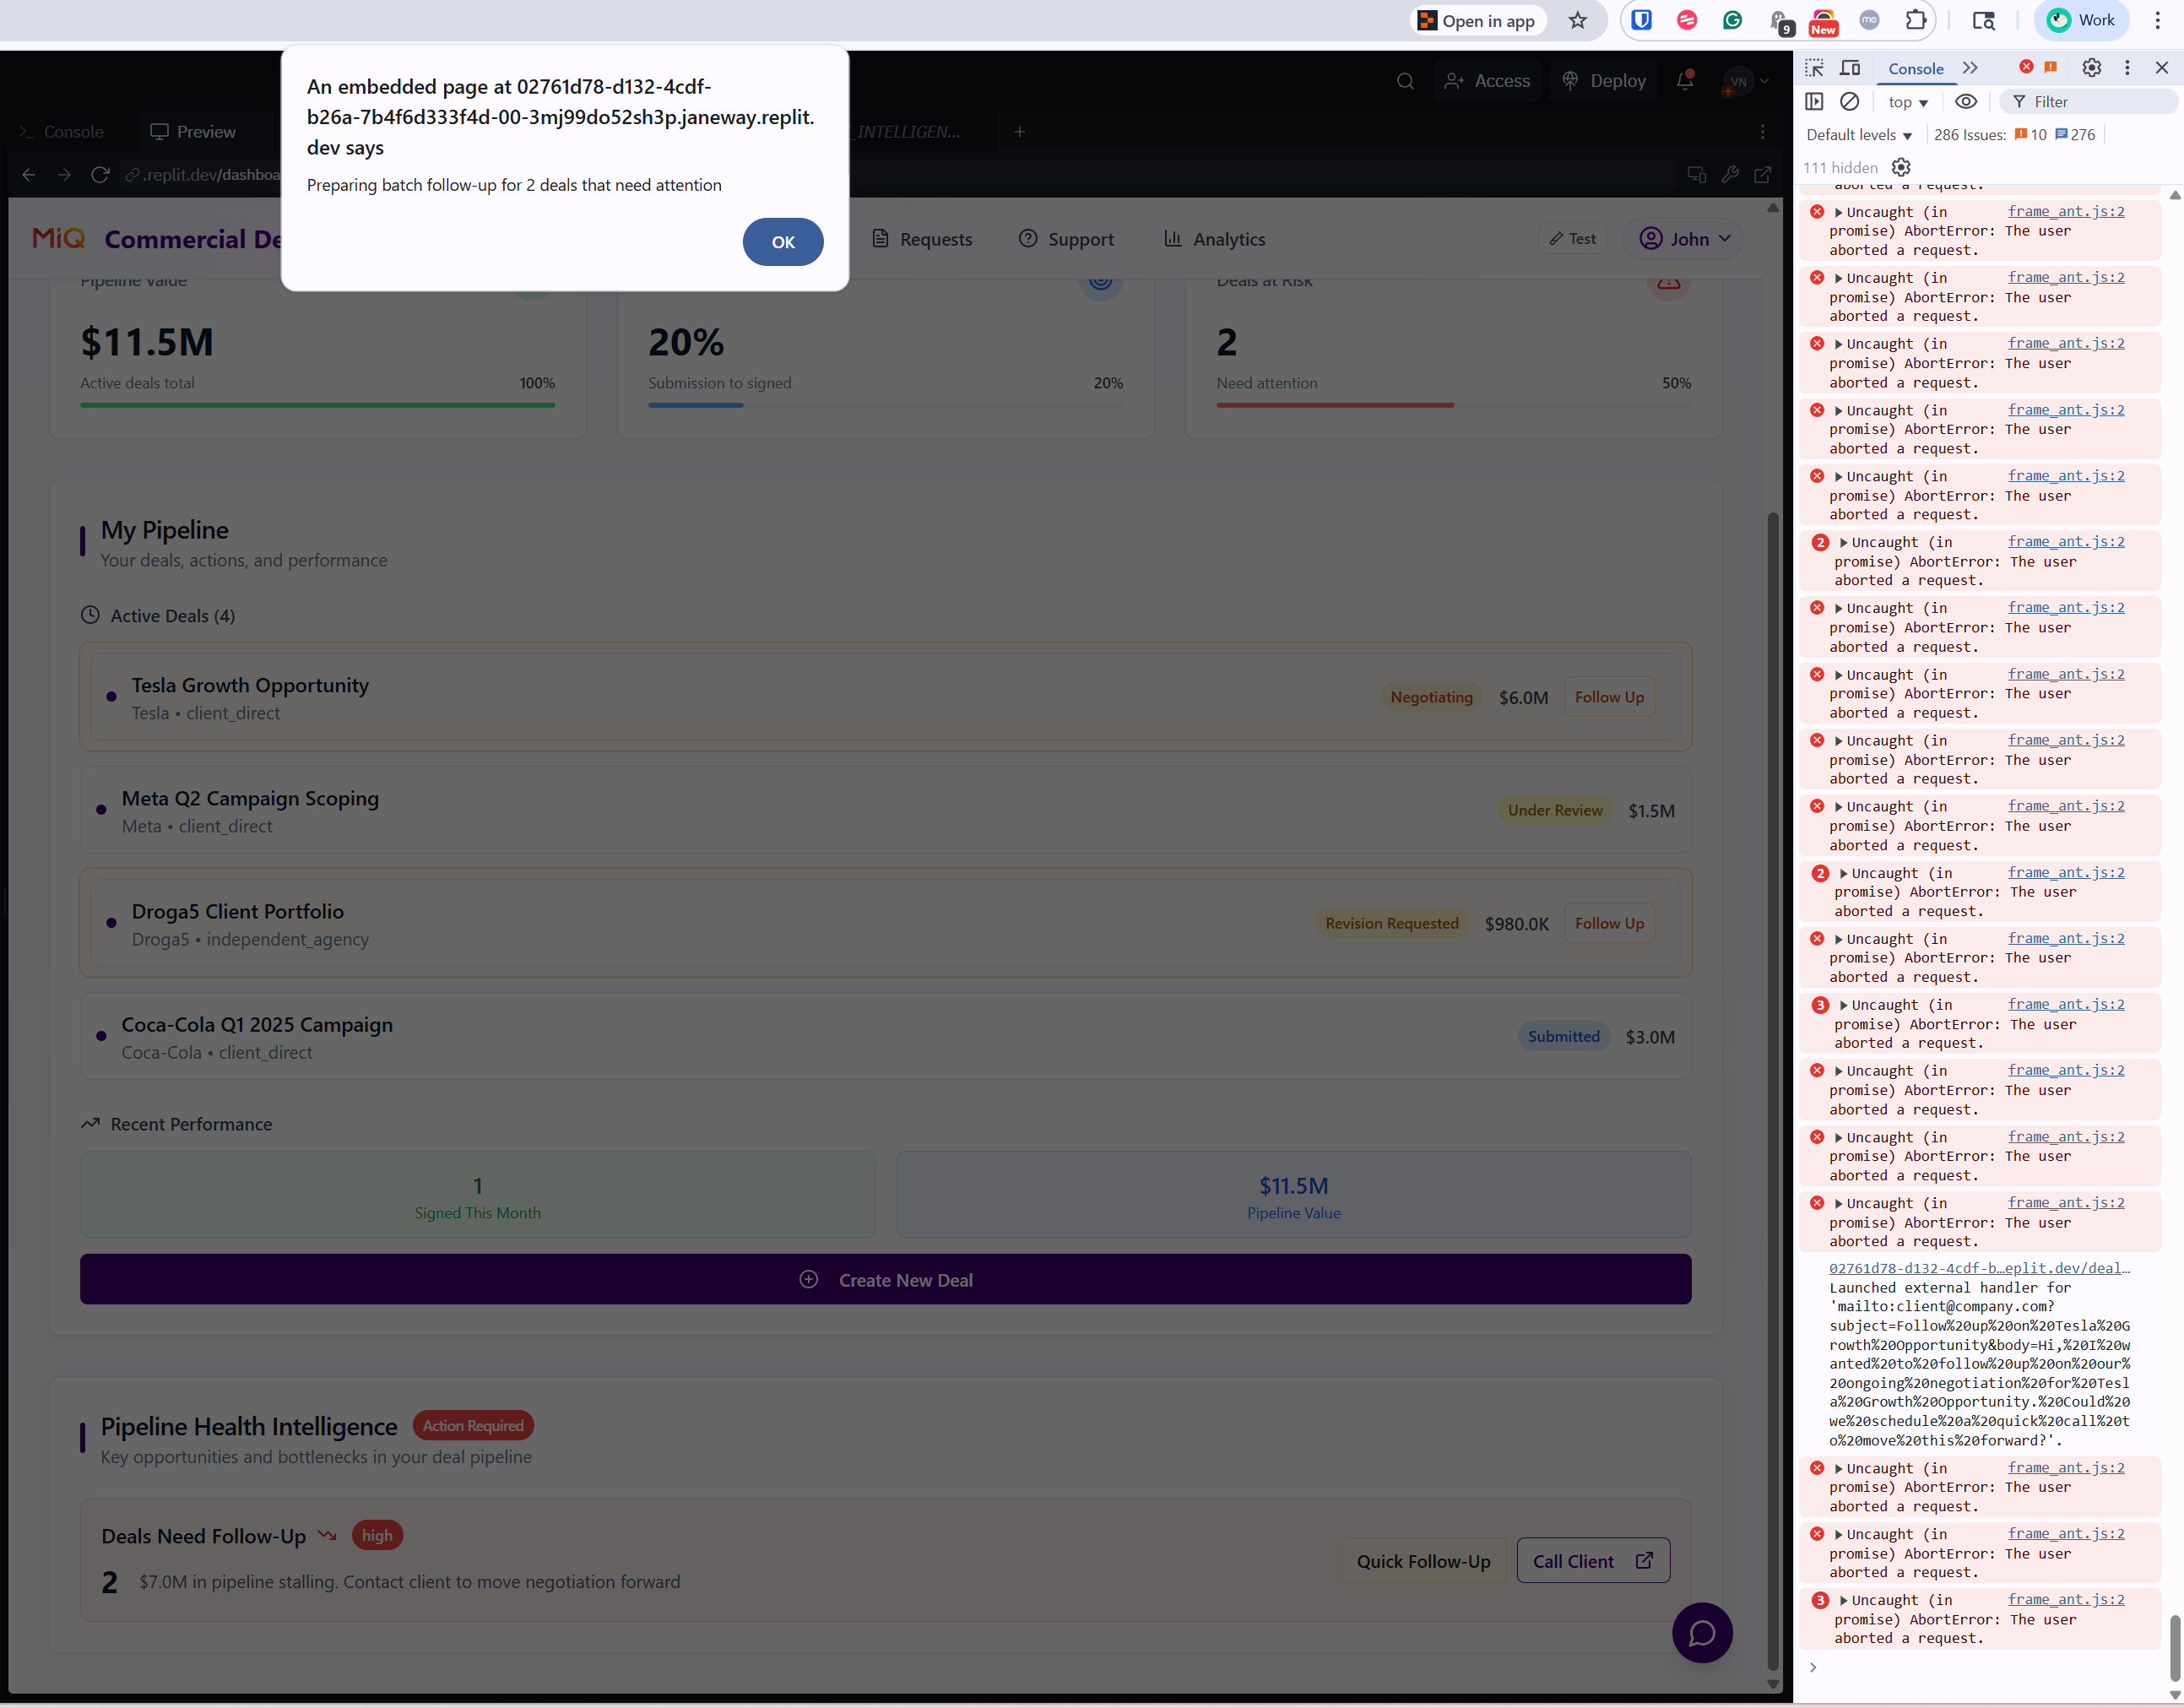 Open in app
9
New
me
Work
An embedded page at 02761d78-d132-4cdf-
b26a-7b4f6d333f4d-00-3mj99do52sh3p.janeway.replit.
dev says
Preparing batch follow-up for 2 deals that need attention
OK
Access
Deploy
VN
Console
Preview
_INTELLIGEN...
.replit.dev/dashboa
MiQ
Commercial De
Requests
Support
Analytics
Test
John
Pipeline Value
$11.5M
Active deals total
100%
20%
Submission to signed
20%
Deals at Risk
2
Need attention
50%
My Pipeline
Your deals, actions, and performance
Active Deals (4)
Tesla Growth Opportunity
Tesla • client_direct
Negotiating
$6.0M
Follow Up
Meta Q2 Campaign Scoping
Meta • client_direct
Under Review
$1.5M
Droga5 Client Portfolio
Droga5 • independent_agency
Revision Requested
$980.0K
Follow Up
Coca-Cola Q1 2025 Campaign
Coca-Cola • client_direct
Submitted
$3.0M
Recent Performance
1
Signed This Month
$11.5M
Pipeline Value
Create New Deal
Pipeline Health Intelligence
Action Required
Key opportunities and bottlenecks in your deal pipeline
Deals Need Follow-Up
high
2
$7.0M in pipeline stalling. Contact client to move negotiation forward
Quick Follow-Up
Call Client
Console
top
Filter
Default levels
286 Issues:
10
276
111 hidden
aborted a request.
Uncaught (in frame_ant.js:2
promise) AbortError: The user
aborted a request.
Uncaught (in frame_ant.js:2
promise) AbortError: The user
aborted a request.
Uncaught (in frame_ant.js:2
promise) AbortError: The user
aborted a request.
Uncaught (in frame_ant.js:2
promise) AbortError: The user
aborted a request.
Uncaught (in frame_ant.js:2
promise) AbortError: The user
aborted a request.
2 Uncaught (in frame_ant.js:2
promise) AbortError: The user
aborted a request.
Uncaught (in frame_ant.js:2
promise) AbortError: The user
aborted a request.
Uncaught (in frame_ant.js:2
promise) AbortError: The user
aborted a request.
Uncaught (in frame_ant.js:2
promise) AbortError: The user
aborted a request.
Uncaught (in frame_ant.js:2
promise) AbortError: The user
aborted a request.
2 Uncaught (in frame_ant.js:2
promise) AbortError: The user
aborted a request.
Uncaught (in frame_ant.js:2
promise) AbortError: The user
aborted a request.
3 Uncaught (in frame_ant.js:2
promise) AbortError: The user
aborted a request.
Uncaught (in frame_ant.js:2
promise) AbortError: The user
aborted a request.
Uncaught (in frame_ant.js:2
promise) AbortError: The user
aborted a request.
Uncaught (in frame_ant.js:2
promise) AbortError: The user
aborted a request.
02761d78-d132-4cdf-b…eplit.dev/deal…
Launched external handler for
'mailto:client@company.com?
subject=Follow%20up%20on%20Tesla%20G
rowth%20Opportunity&body=Hi,%20I%20w
anted%20to%20follow%20up%20on%20our%
20ongoing%20negotiation%20for%20Tesl
a%20Growth%20Opportunity.%20Could%20
we%20schedule%20a%20quick%20call%20t
o%20move%20this%20forward?'.
Uncaught (in frame_ant.js:2
promise) AbortError: The user
aborted a request.
Uncaught (in frame_ant.js:2
promise) AbortError: The user
aborted a request.
3 Uncaught (in frame_ant.js:2
promise) AbortError: The user
aborted a request.